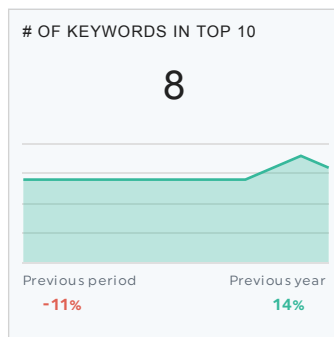 # OF KEYWORDS IN TOP 10
8
Previous period Previous year
-11% 14%